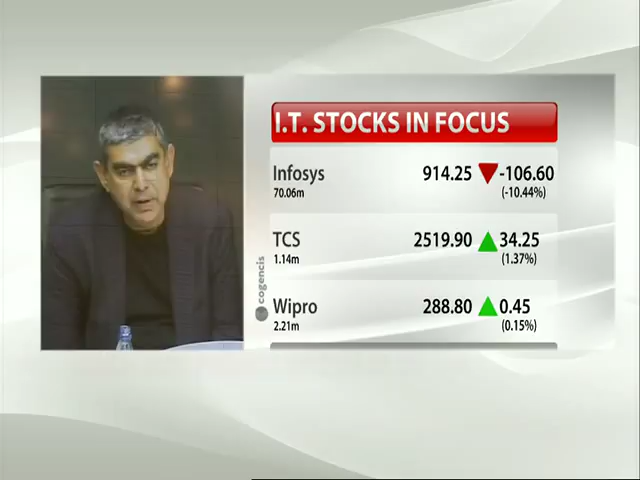 I.T. STOCKS IN FOCUS
Infosys 914.25 -106.60
70.06m (-10.44%)
TCS 2519.90 34.25
1.14m (1.37%)
cogencis
Wipro 288.80 0.45
2.21m (0.15%)